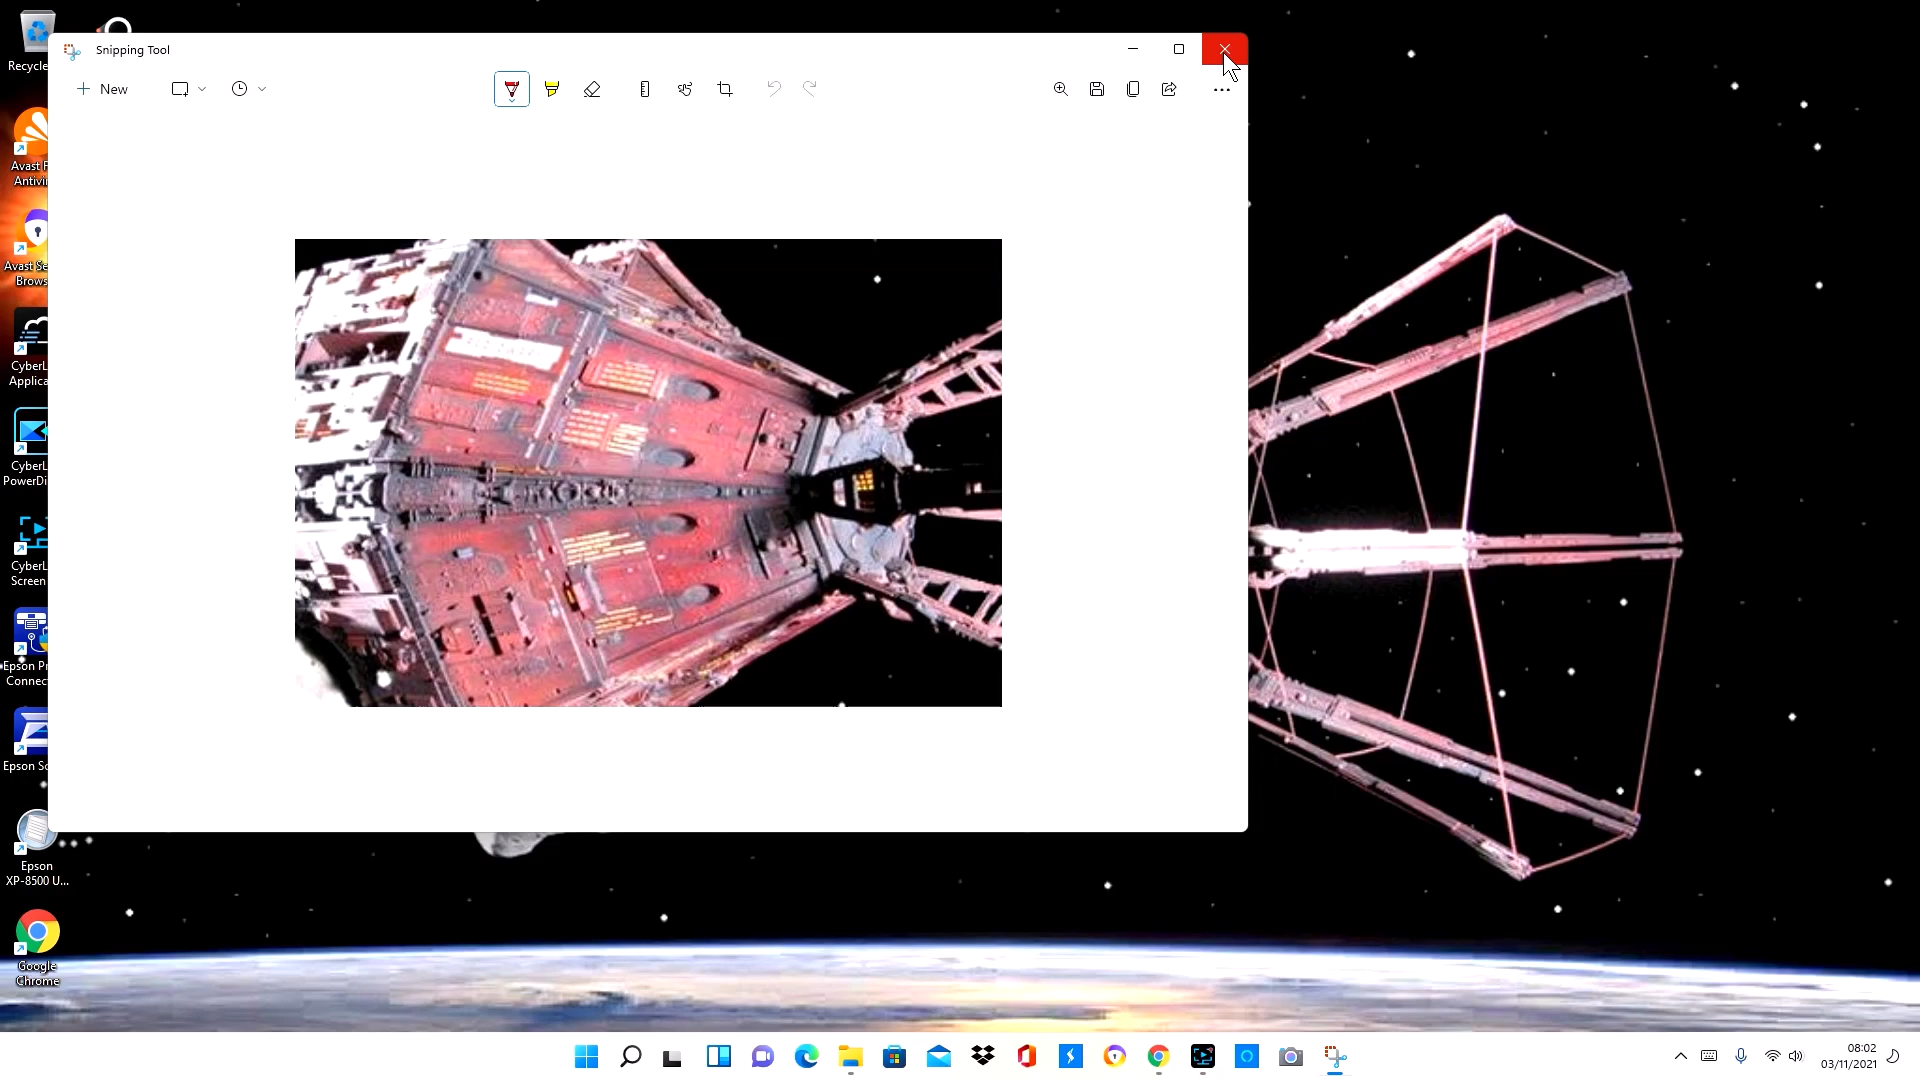 Snipping Tool
New
Recycle
Avast
Antivir
Avast Se
Brows
CyberL
Applica
CyberL
PowerDi
CyberL
Screen
Epson Pr
Connec
Epson Sc
Epson
XP-8500 U...
Google
Chrome
08:02
03/11/2021